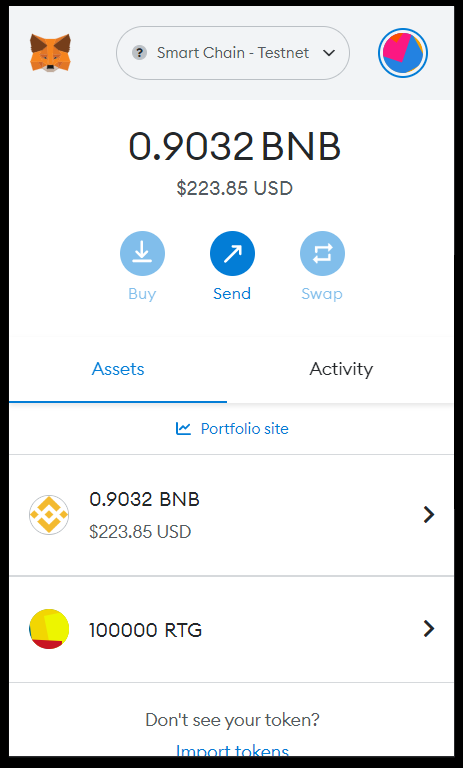 ? Smart Chain - Testnet
0.9032 BNB
$223.85 USD
Buy Send Swap
Assets Activity
Portfolio site
0.9032 BNB
$223.85 USD
100000 RTG
Don't see your token?
Import tokens